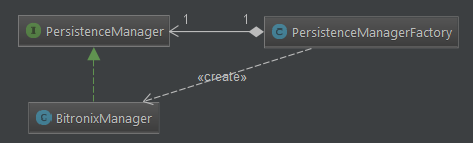 1 1
I PersistenceManager
C PersistenceManagerFactory
«create»
C BitronixManager